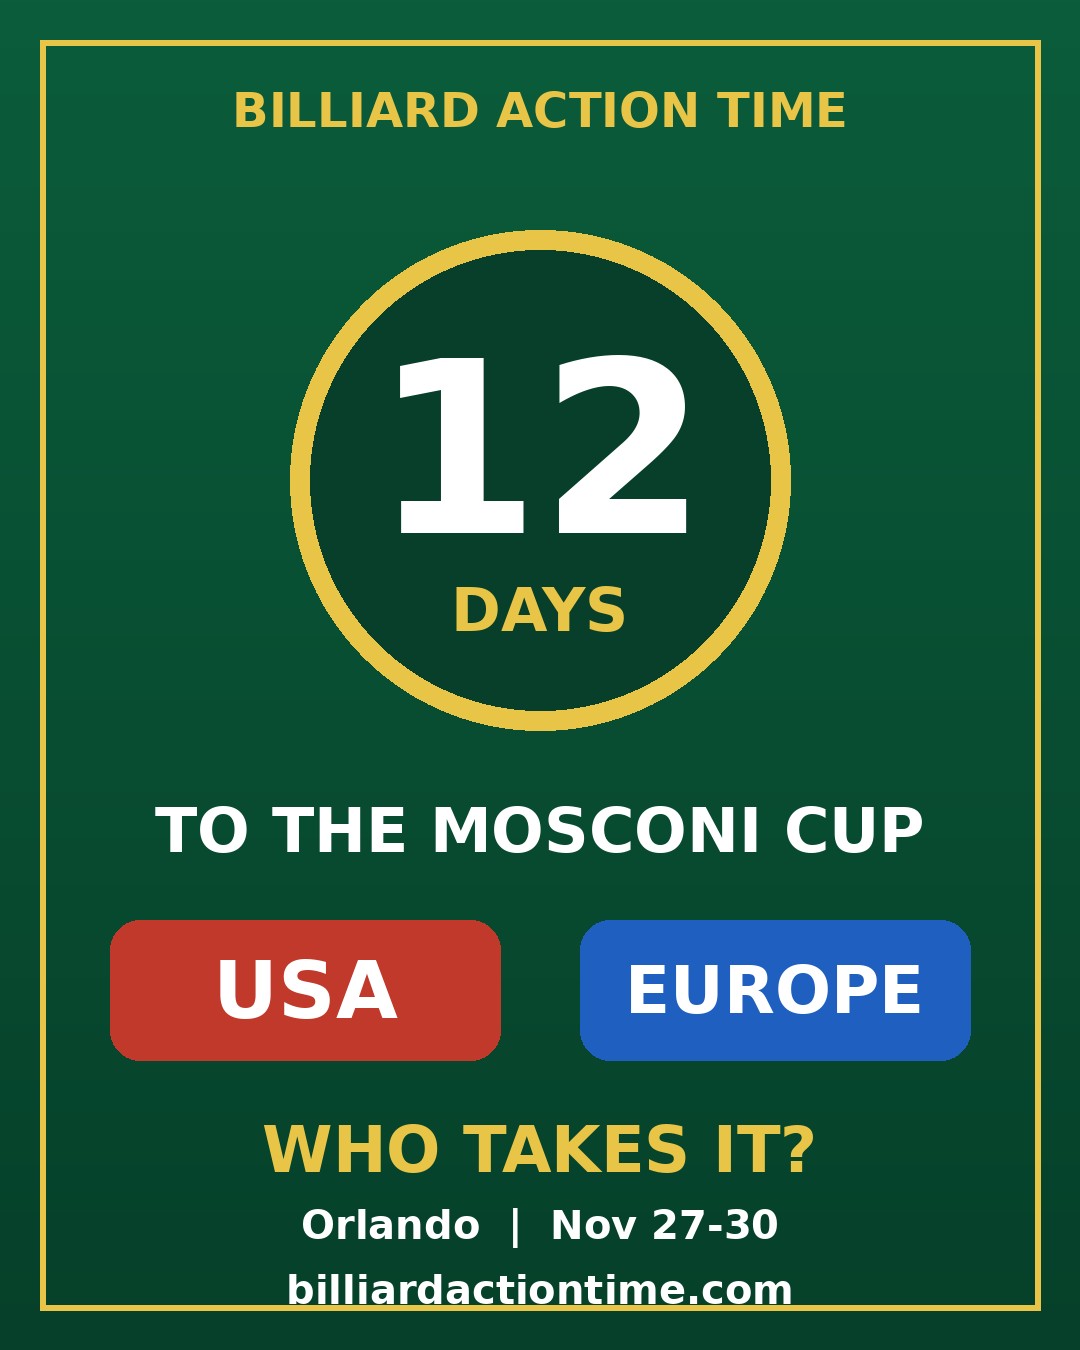 BILLIARD ACTION TIME
12
DAYS
TO THE MOSCONI CUP
USA EUROPE
WHO TAKES IT?
Orlando | Nov 27-30
billiardactiontime.com